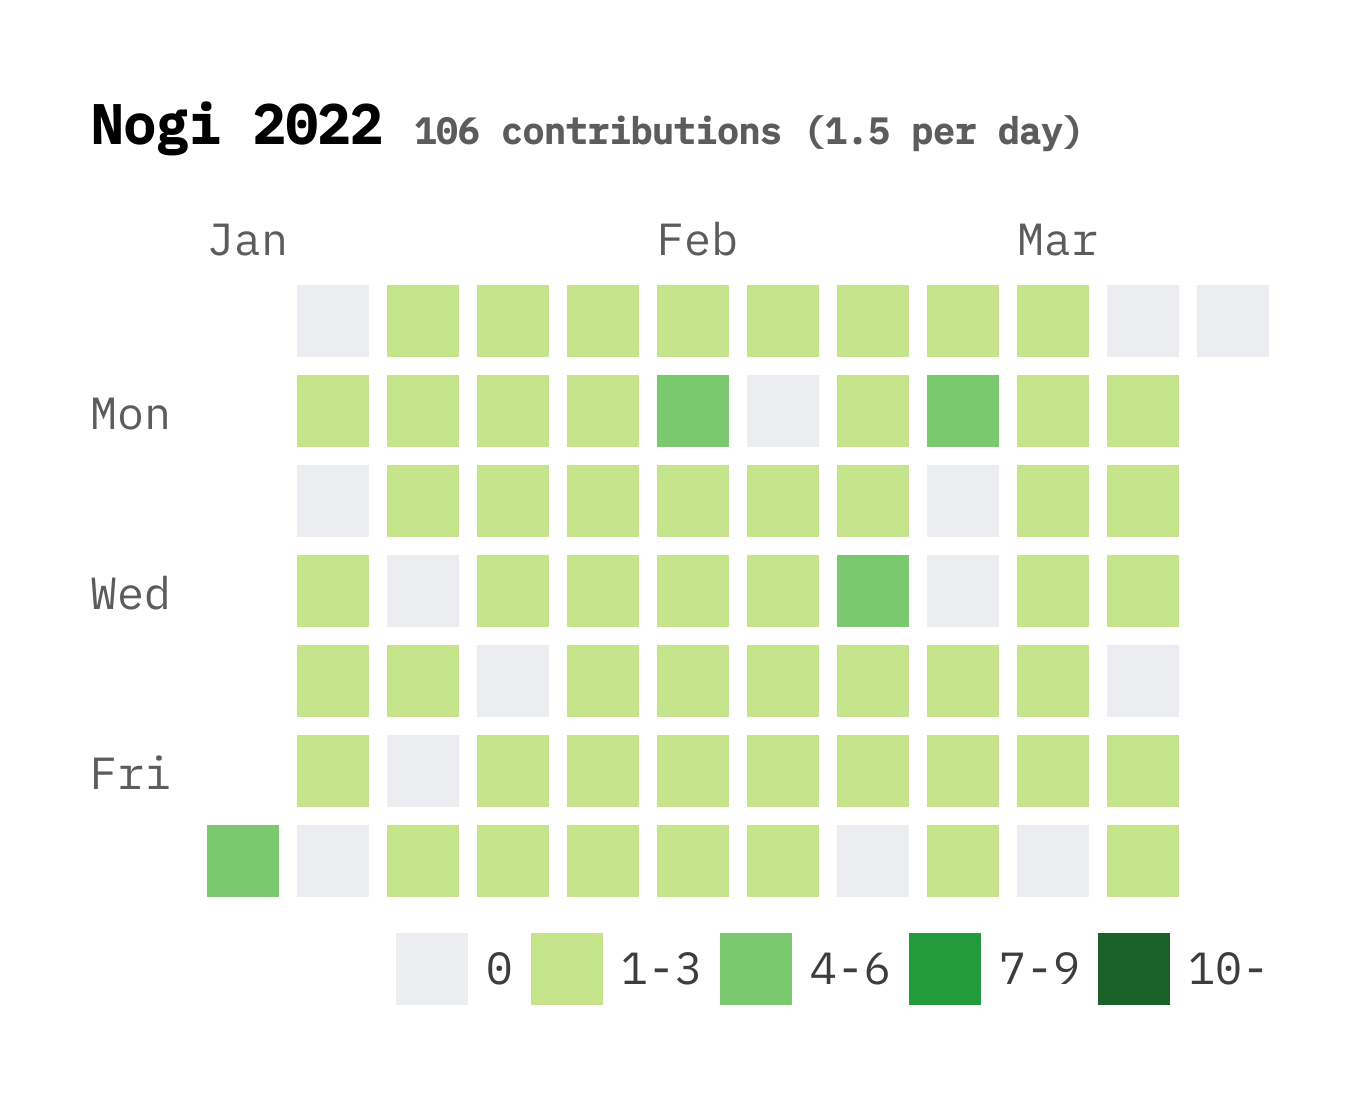 Nogi 2022 106 contributions (1.5 per day)
Jan Feb Mar
Mon
Wed
Fri
0 1-3 4-6 7-9 10-